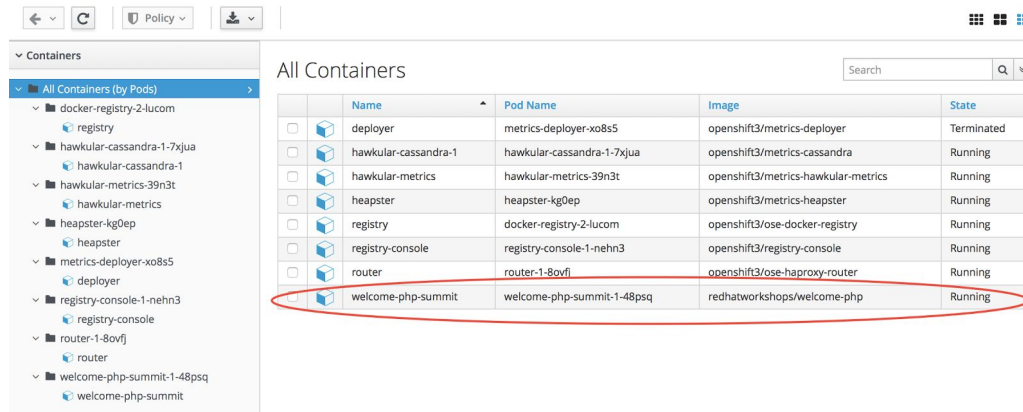 Policy
Containers
All Containers (by Pods)
docker-registry-2-lucom
registry
hawkular-cassandra-1-7xjua
hawkular-cassandra-1
hawkular-metrics-39n3t
hawkular-metrics
heapster-kg0ep
heapster
metrics-deployer-xo8s5
deployer
registry-console-1-nehn3
registry-console
router-1-8ovfj
router
welcome-php-summit-1-48psq
welcome-php-summit
All Containers
Search
Name Pod Name Image State
deployer metrics-deployer-xo8s5 openshift3/metrics-deployer Terminated
hawkular-cassandra-1 hawkular-cassandra-1-7xjua openshift3/metrics-cassandra Running
hawkular-metrics hawkular-metrics-39n3t openshift3/metrics-hawkular-metrics Running
heapster heapster-kg0ep openshift3/metrics-heapster Running
registry docker-registry-2-lucom openshift3/ose-docker-registry Running
registry-console registry-console-1-nehn3 openshift3/registry-console Running
router router-1-8ovfj openshift3/ose-haproxy-router Running
welcome-php-summit welcome-php-summit-1-48psq redhatworkshops/welcome-php Running